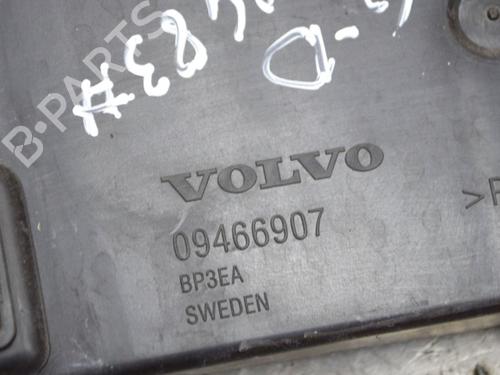 B-PARTS
VOLVO
09466907
BP3EA
SWEDEN
>P